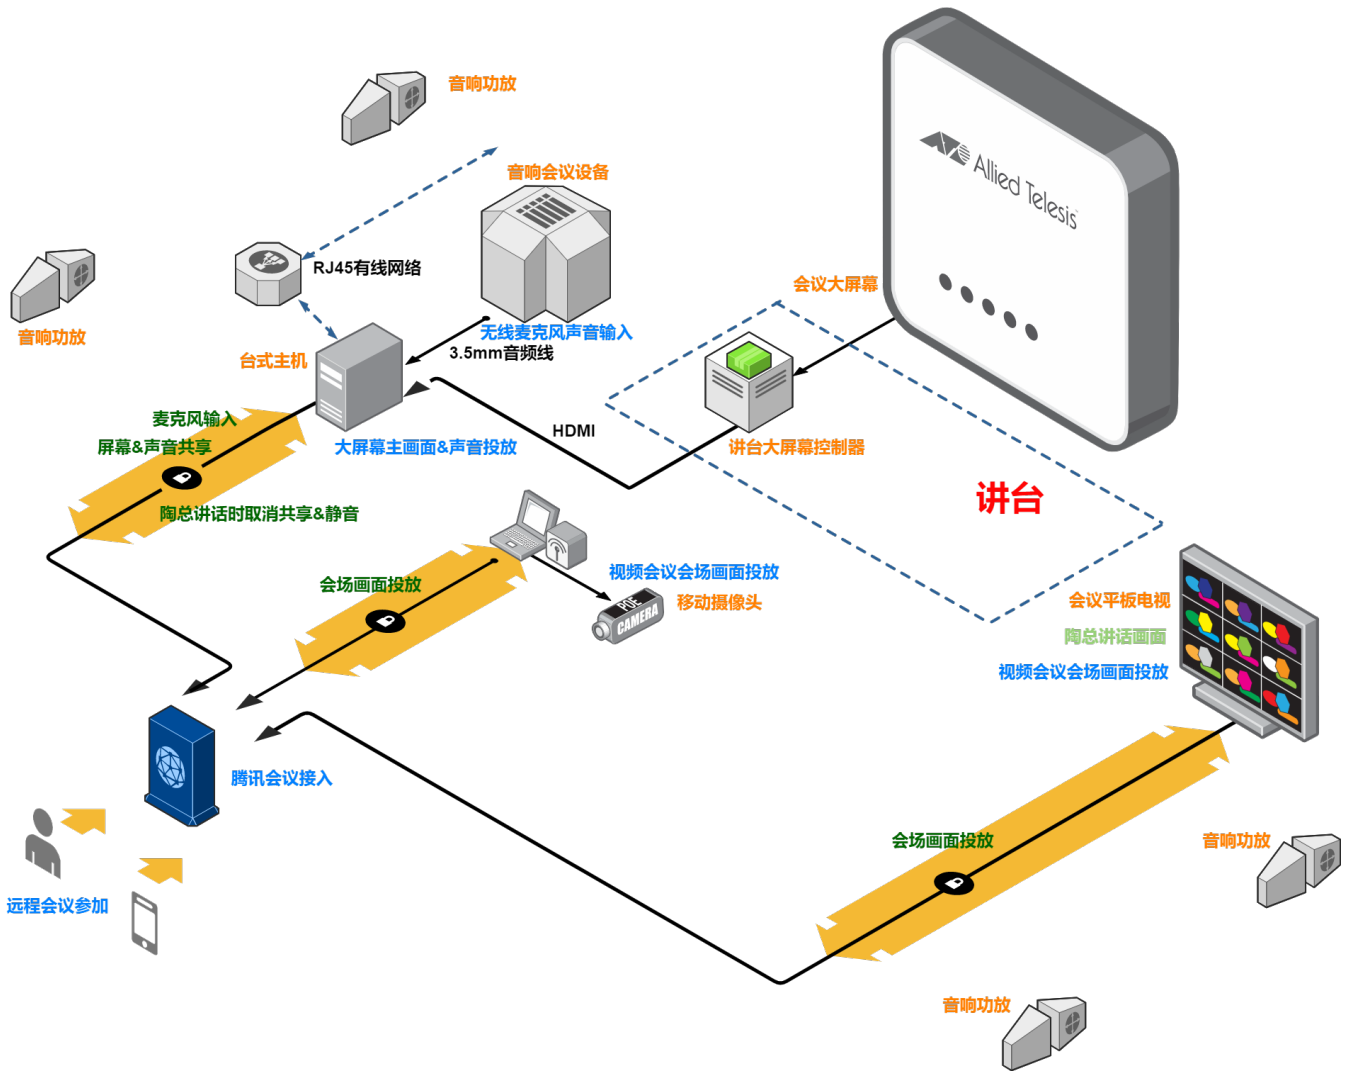 音响功放
音响会议设备
Allied Telesis
RJ45有线网络
会议大屏幕
音响功放
无线麦克风声音输入
3.5mm音频线
台式主机
麦克风输入
屏幕&声音共享
大屏幕主画面&声音投放
HDMI
讲台大屏幕控制器
讲台
陶总讲话时取消共享&静音
会场画面投放
视频会议会场画面投放
移动摄像头
POE
CAMERA
会议平板电视
陶总讲话画面
视频会议会场画面投放
腾讯会议接入
会场画面投放
音响功放
远程会议参加
音响功放